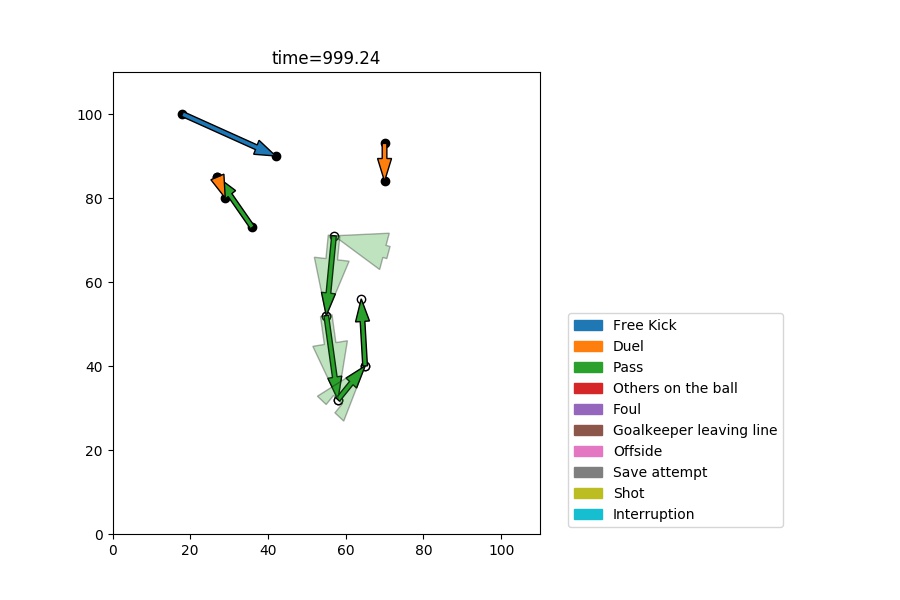 time=999.24
100
80
60
40
20
0
0 20 40 60 80 100
Free Kick
Duel
Pass
Others on the ball
Foul
Goalkeeper leaving line
Offside
Save attempt
Shot
Interruption